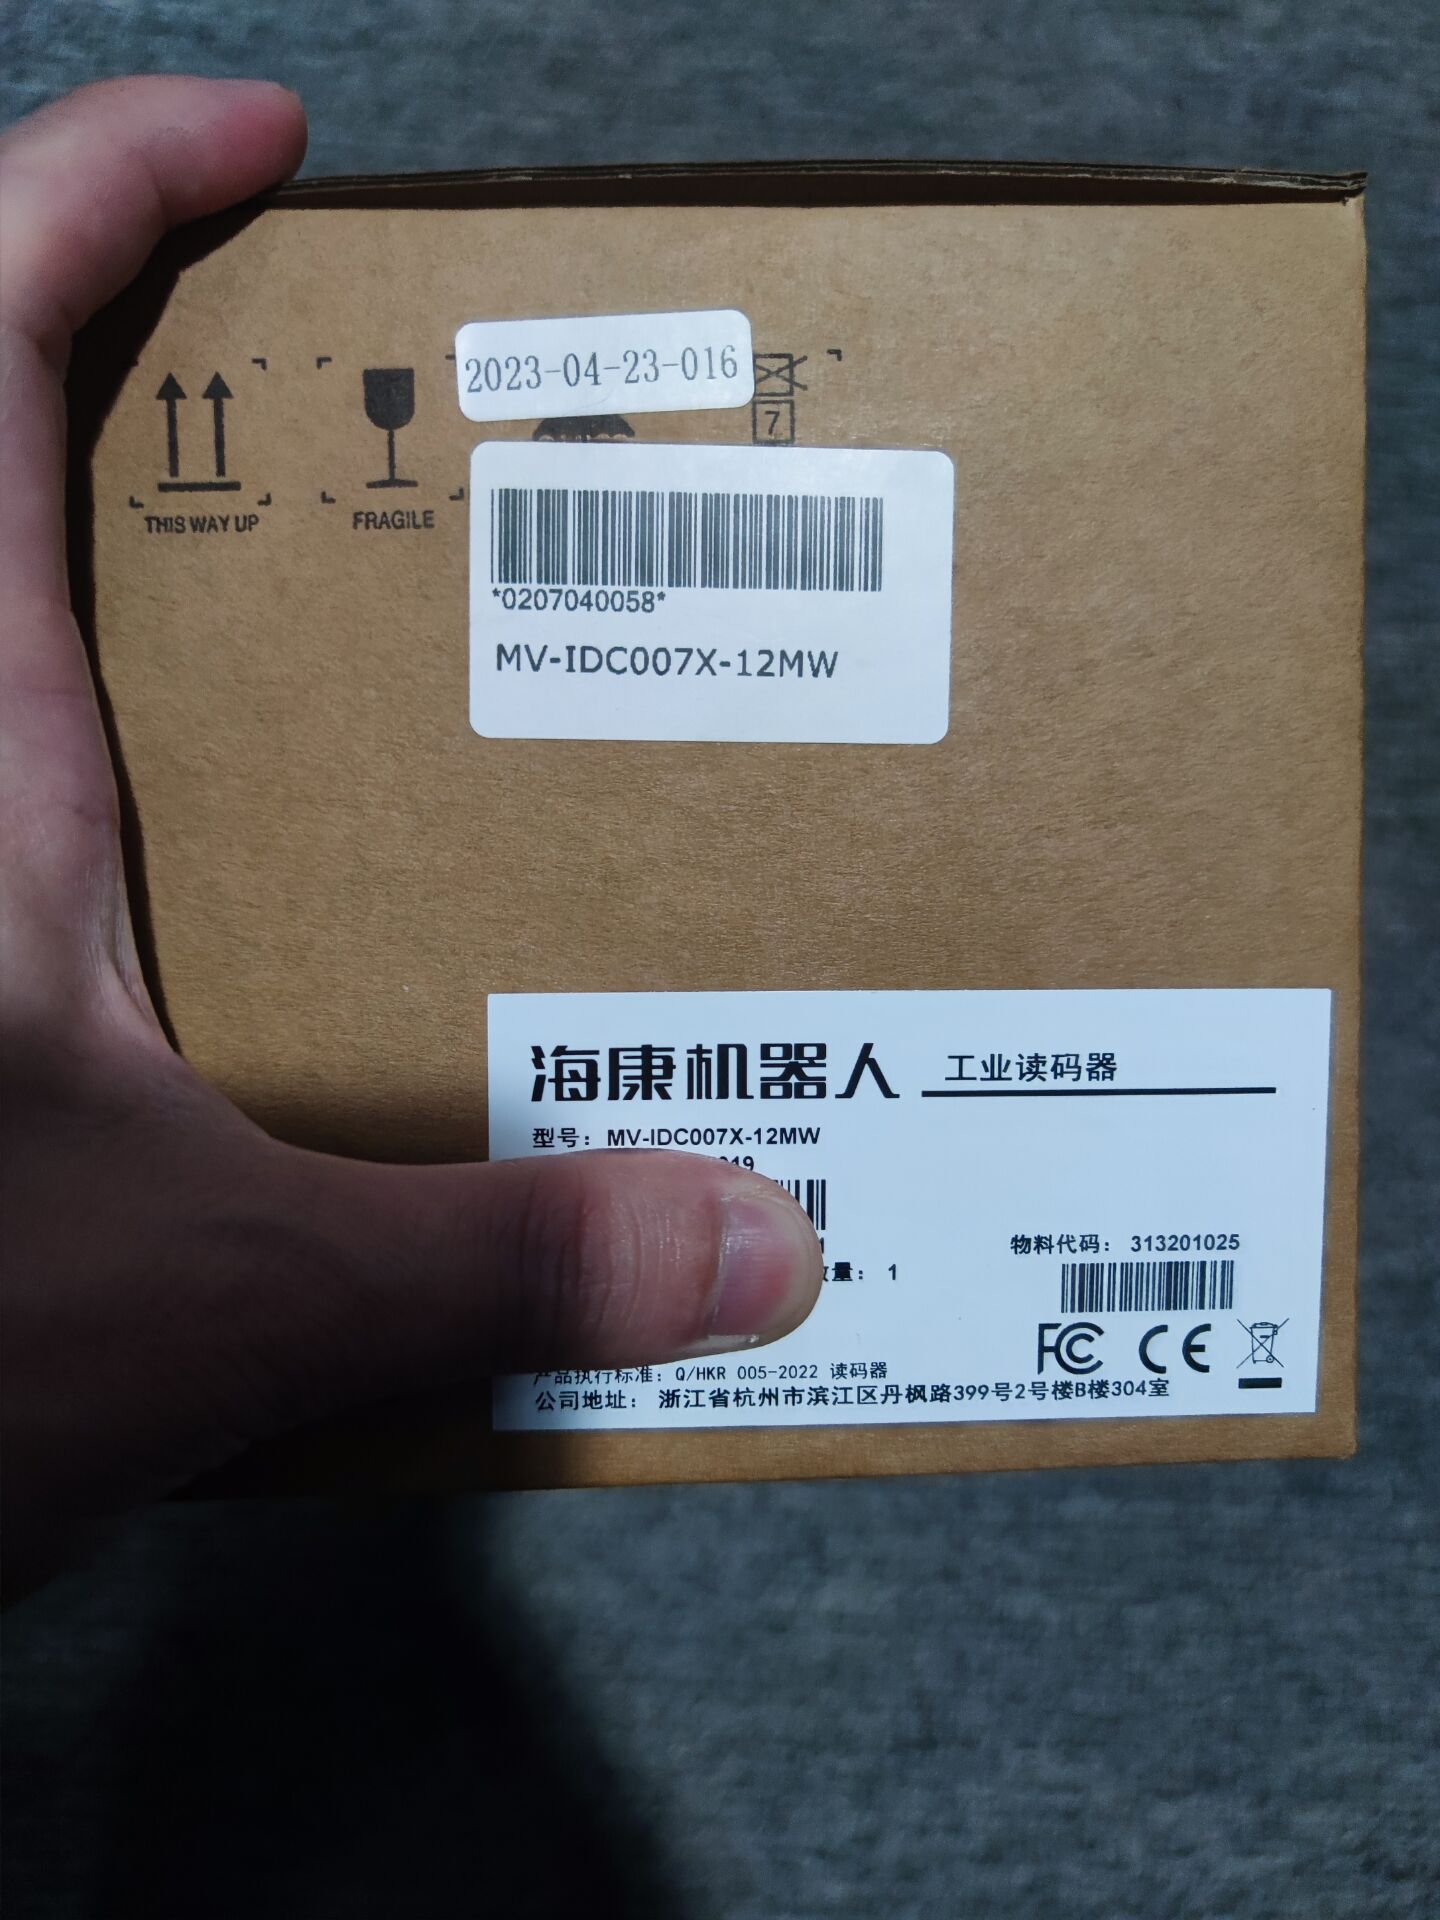 2023-04-23-016
7
THIS WAY UP
FRAGILE
*0207040058*
MV-IDC007X-12MW
海康机器人 工业读码器
型号: MV-IDC007X-12MW
19
数量: 1
物料代码: 313201025
FC CE
产品执行标准: Q/HKR 005-2022 读码器
公司地址: 浙江省杭州市滨江区丹枫路399号2号楼B楼304室